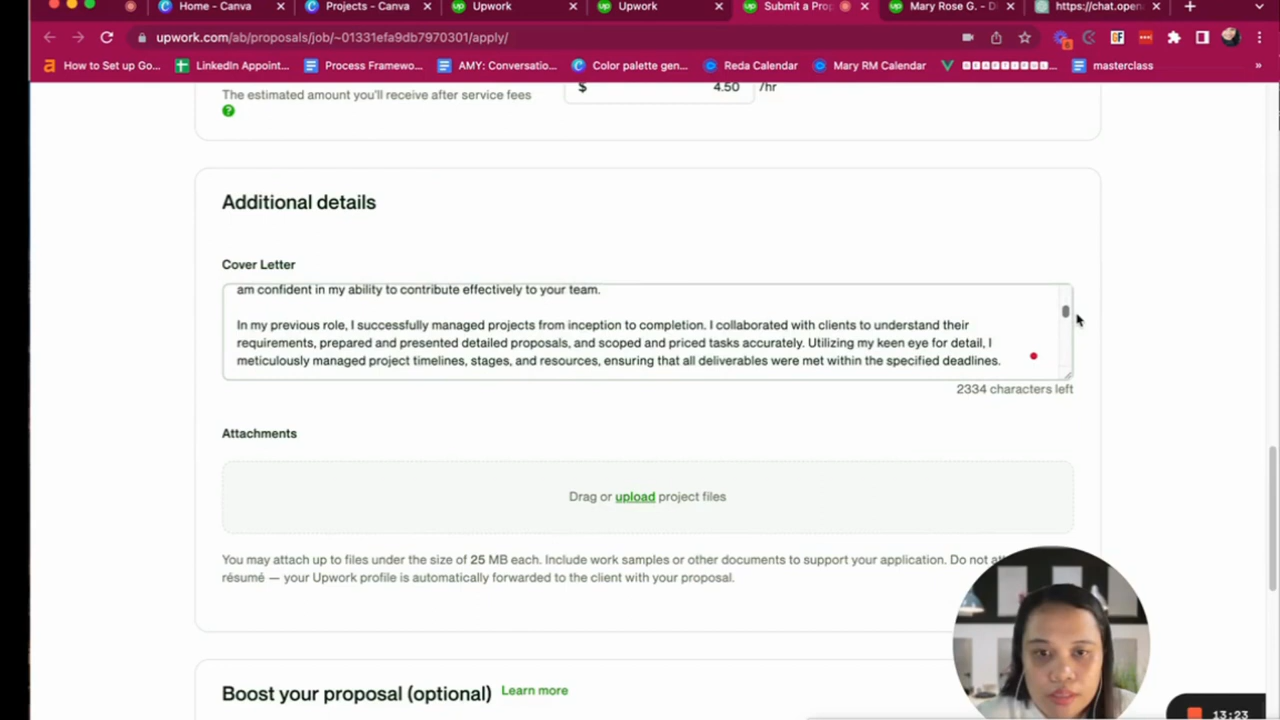 Home - Canva
Projects - Canva
Upwork
Upwork
Submit a Prop
Mary Rose G. - D
https://chat.open
upwork.com/ab/proposals/job/~01331efa9db7970301/apply/
How to Set up Go...
LinkedIn Appoint...
Process Framewo...
AMY: Conversatio...
Color palette gen...
Reda Calendar
Mary RM Calendar
masterclass
The estimated amount you'll receive after service fees
$ 4.50 /hr
Additional details
Cover Letter
am confident in my ability to contribute effectively to your team.
In my previous role, I successfully managed projects from inception to completion. I collaborated with clients to understand their
requirements, prepared and presented detailed proposals, and scoped and priced tasks accurately. Utilizing my keen eye for detail, I
meticulously managed project timelines, stages, and resources, ensuring that all deliverables were met within the specified deadlines.
2334 characters left
Attachments
Drag or upload project files
You may attach up to files under the size of 25 MB each. Include work samples or other documents to support your application. Do not at
résumé — your Upwork profile is automatically forwarded to the client with your proposal.
Boost your proposal (optional) Learn more
13:23